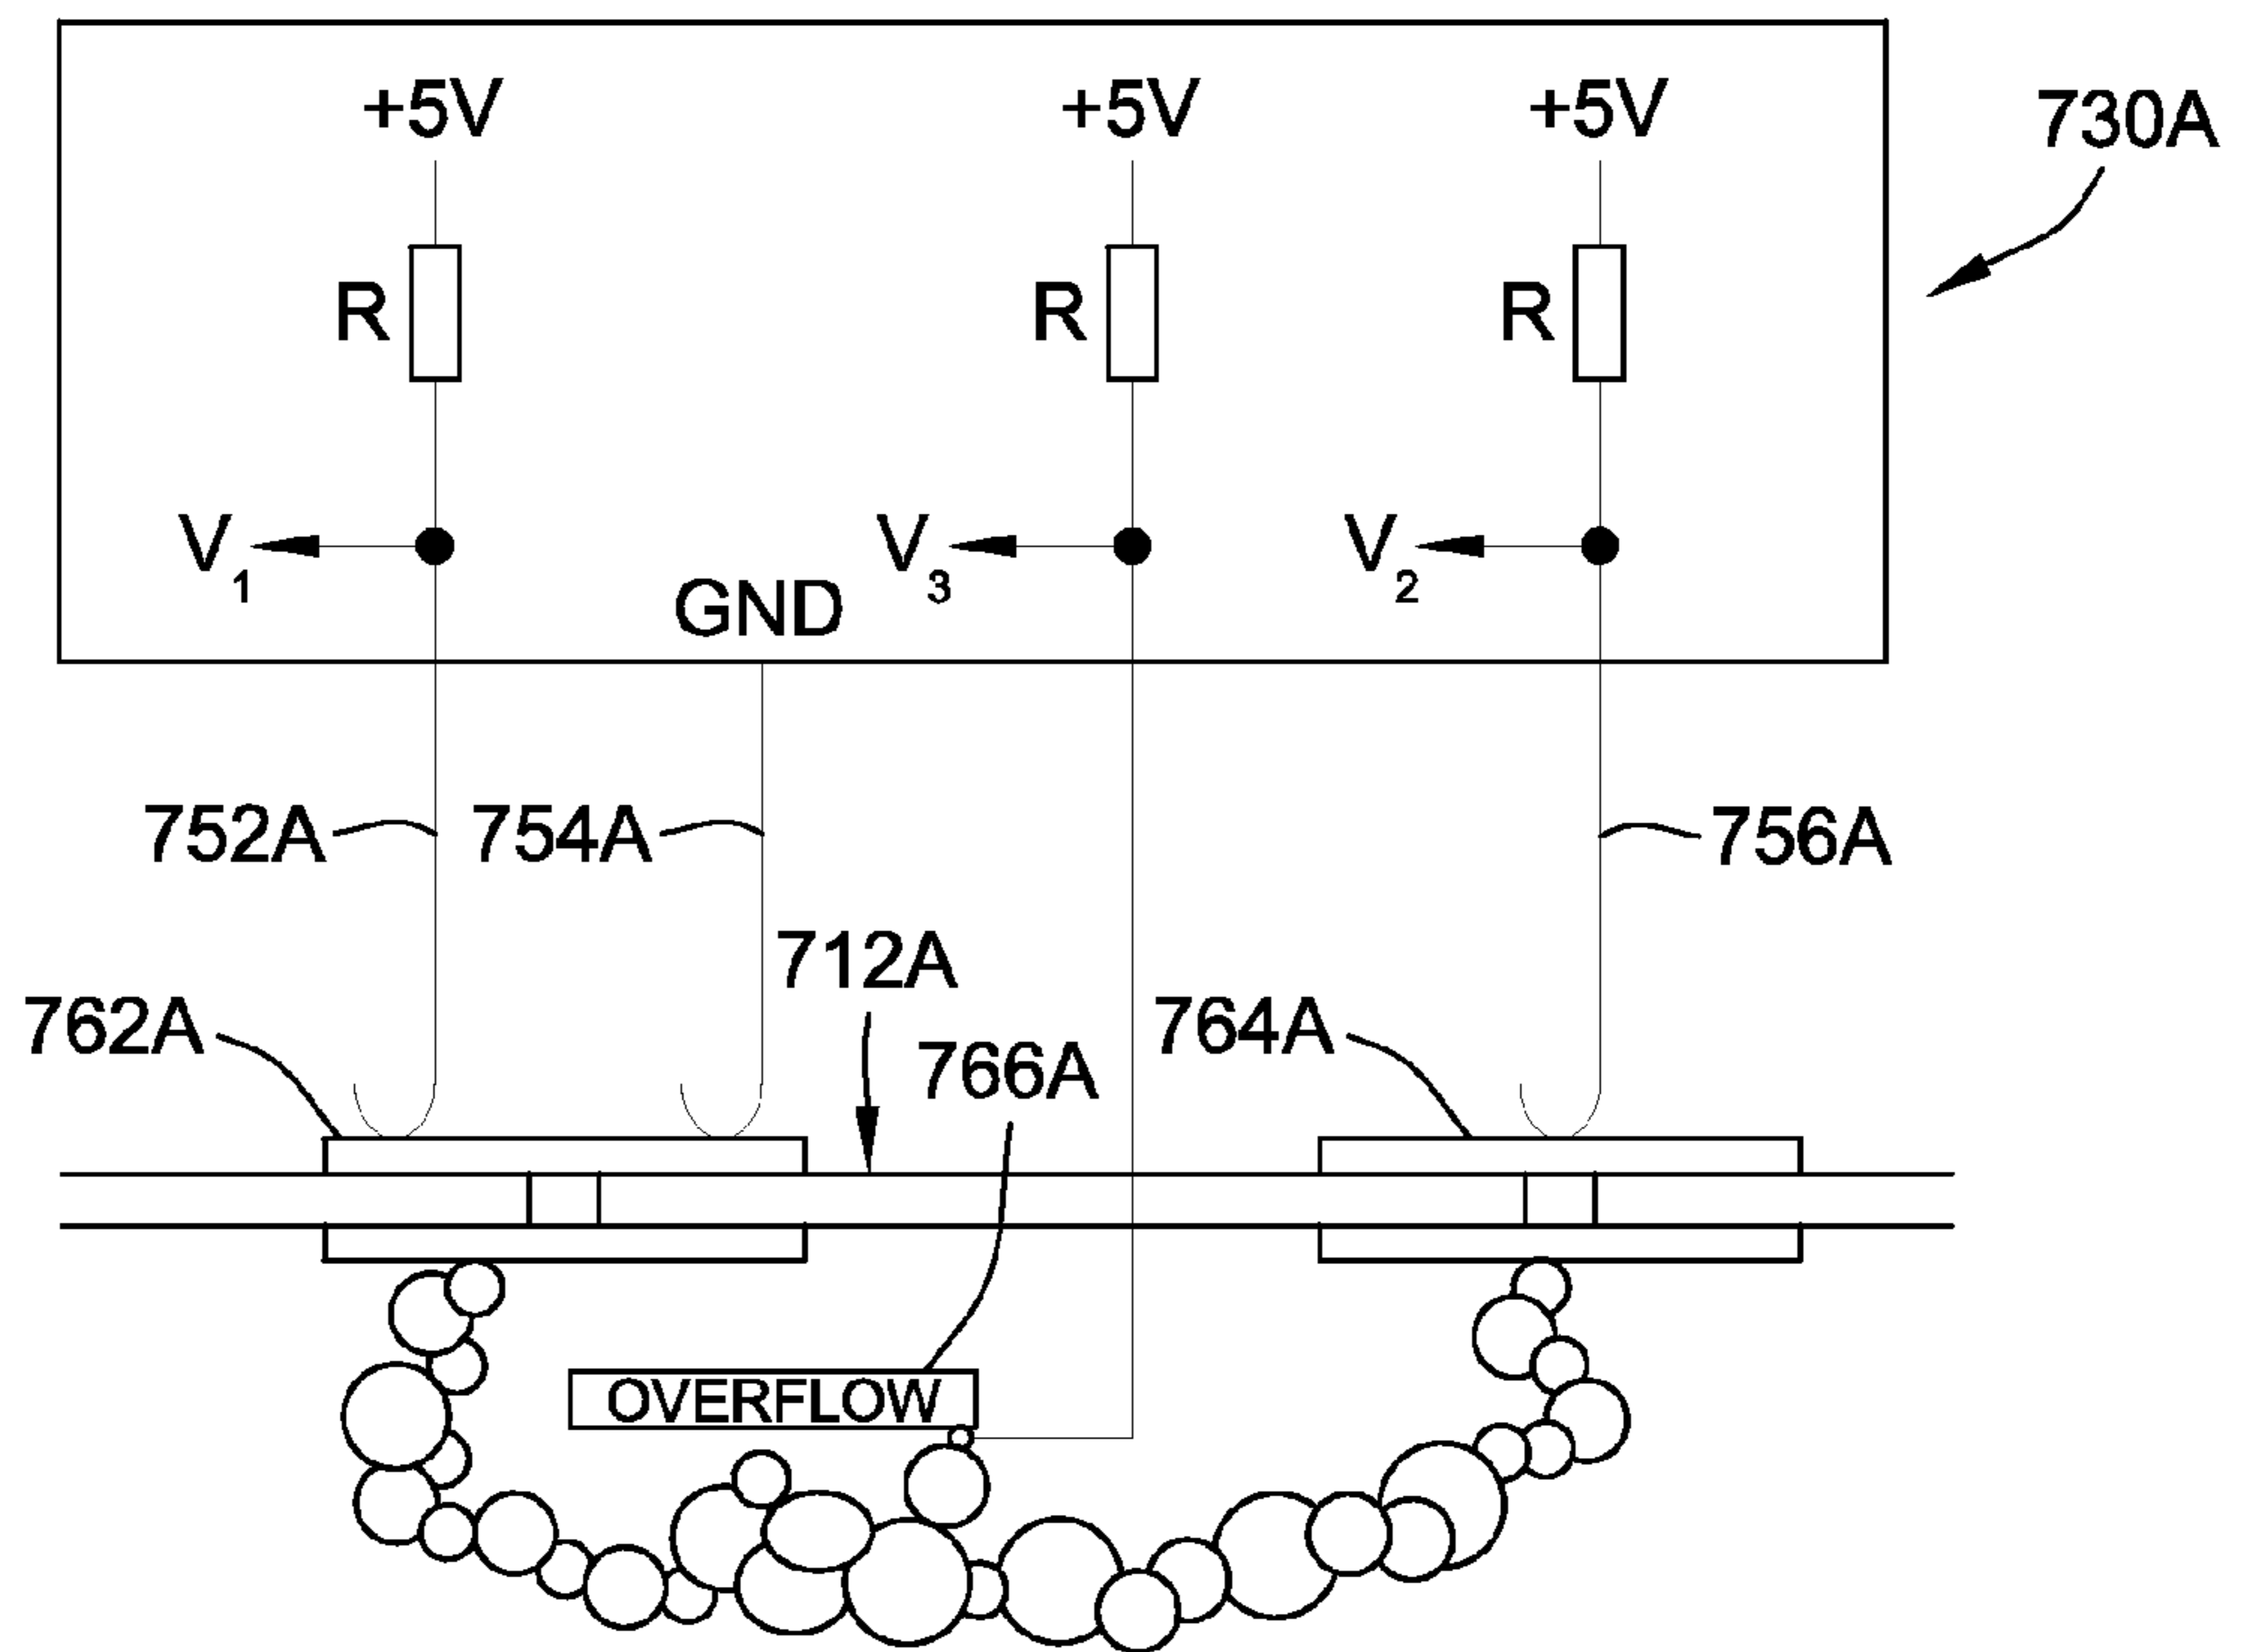 +5V +5V +5V
730A
R R R
V₁ V₃ V₂
GND
752A 754A 756A
712A
762A 766A 764A
OVERFLOW